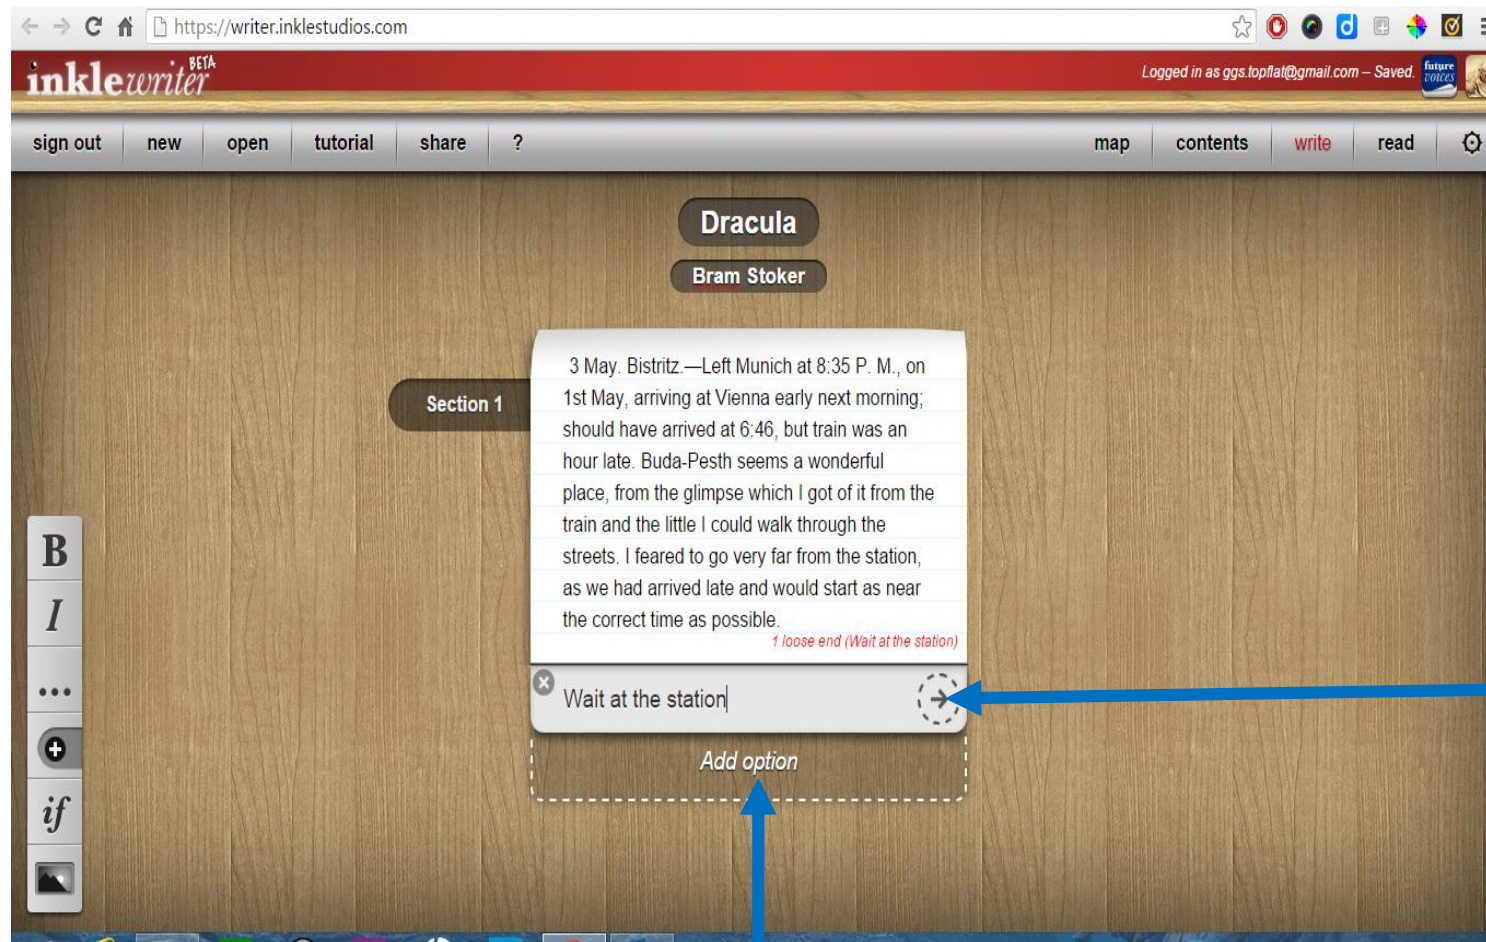 https://writer.inklestudios.com
inklewriter BETA
Logged in as ggs.topflat@gmail.com – Saved.
future voices
sign out new open tutorial share ?
map contents write read
Dracula
Bram Stoker
Section 1
3 May. Bistritz.—Left Munich at 8:35 P. M., on
1st May, arriving at Vienna early next morning;
should have arrived at 6:46, but train was an
hour late. Buda-Pesth seems a wonderful
place, from the glimpse which I got of it from the
train and the little I could walk through the
streets. I feared to go very far from the station,
as we had arrived late and would start as near
the correct time as possible.
1 loose end (Wait at the station)
Wait at the station
Add option
B
I
...
if